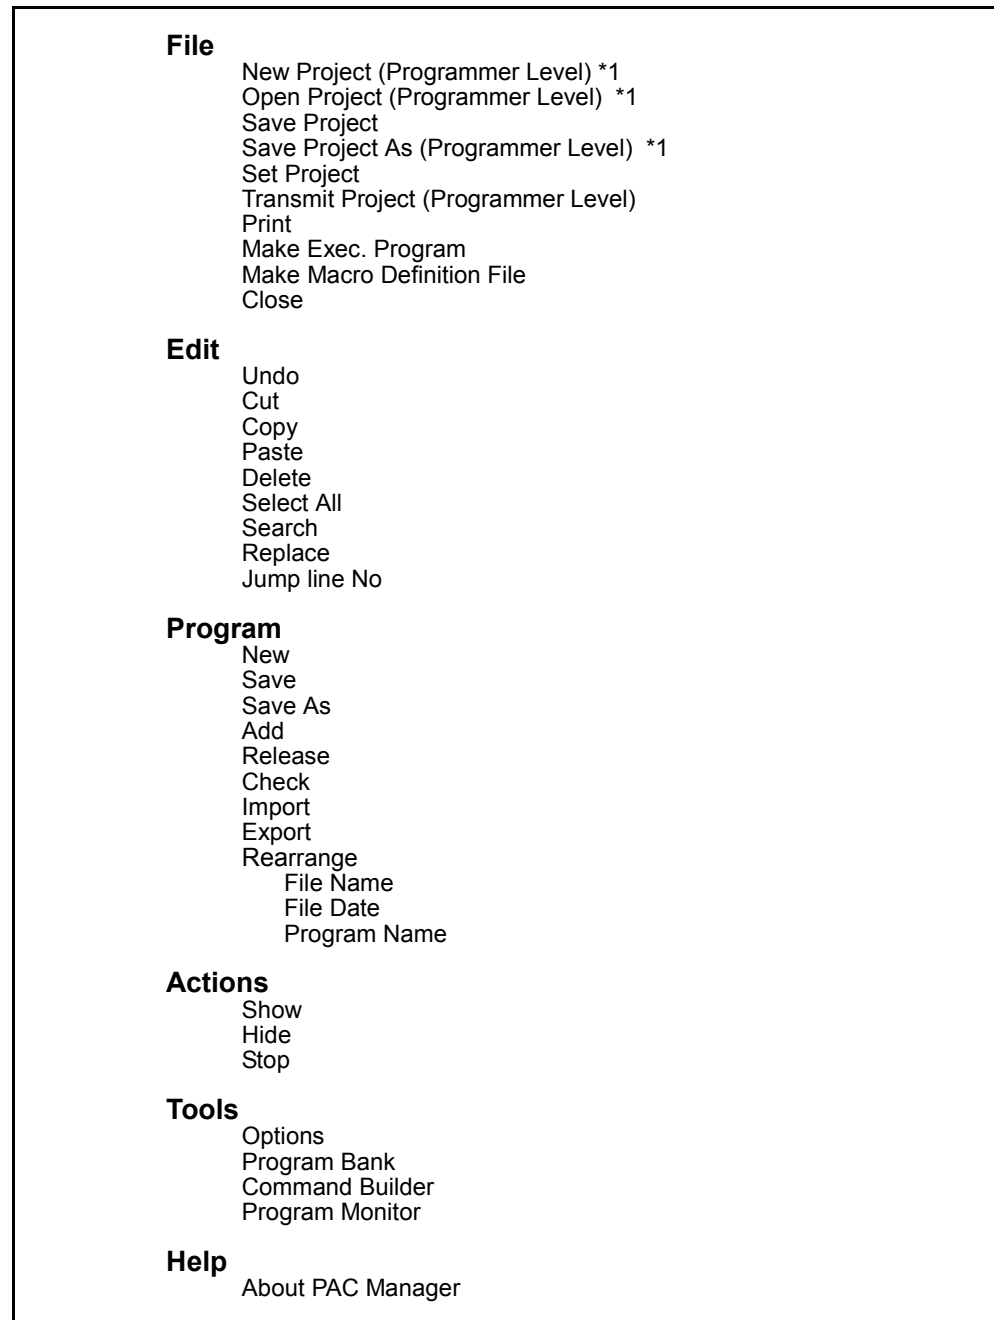 File
New Project (Programmer Level) *1
Open Project (Programmer Level)  *1
Save Project
Save Project As (Programmer Level)  *1
Set Project
Transmit Project (Programmer Level)
Print
Make Exec. Program
Make Macro Definition File
Close
Edit
Undo
Cut
Copy
Paste
Delete
Select All
Search
Replace
Jump line No
Program
New
Save
Save As
Add
Release
Check
Import
Export
Rearrange
File Name
File Date
Program Name
Actions
Show
Hide
Stop
Tools
Options
Program Bank
Command Builder
Program Monitor
Help
About PAC Manager